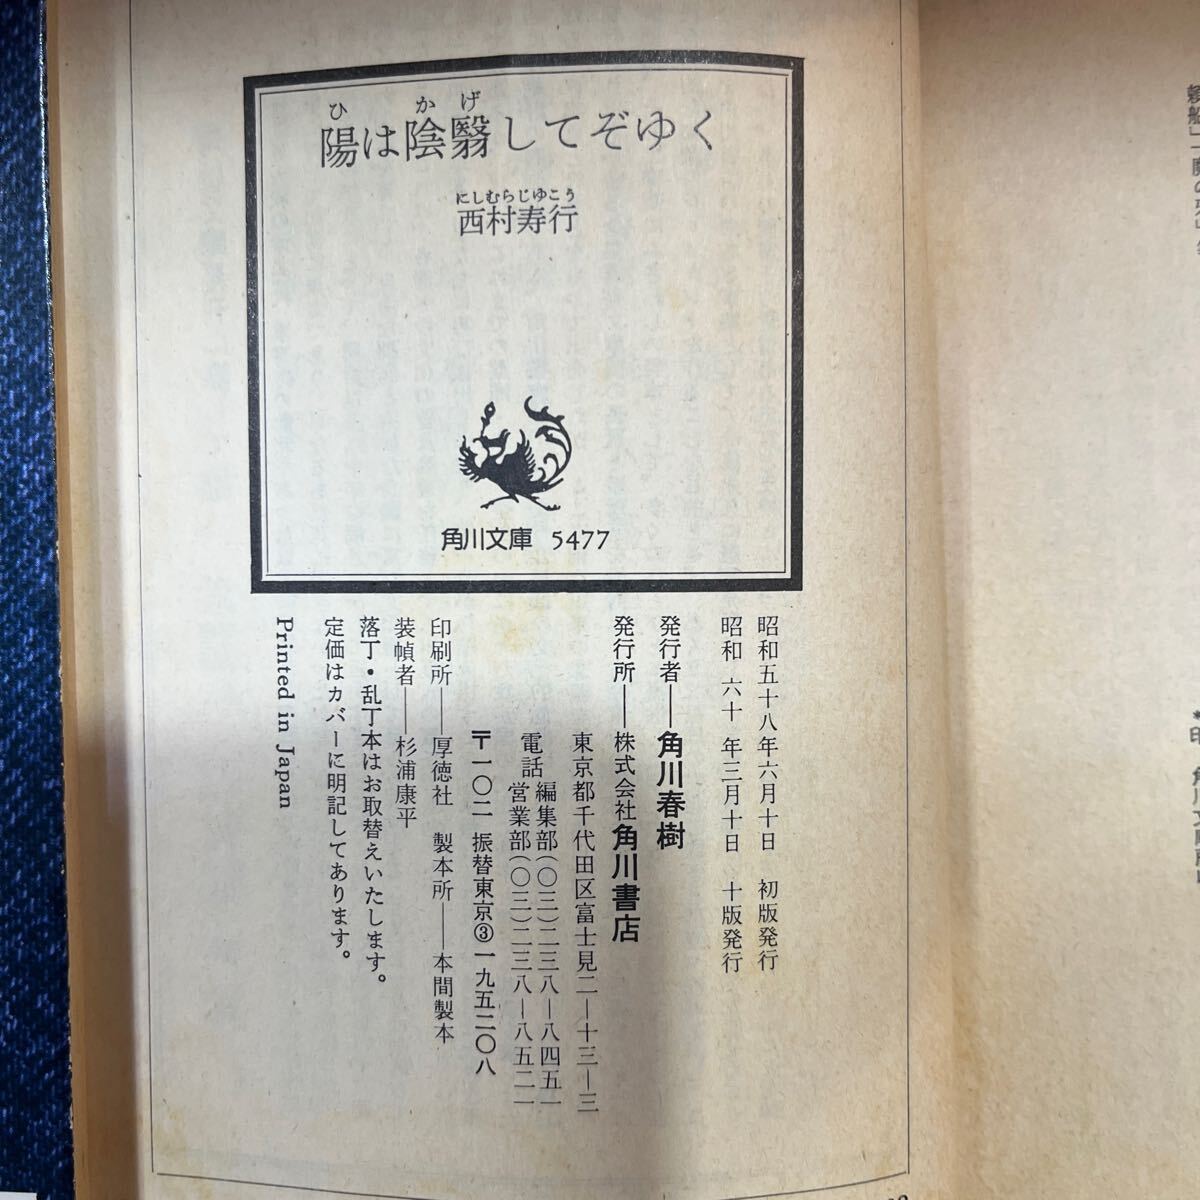 ひ かげ
陽は陰翳してぞゆく
にしむらじゆこう
西村寿行
角川文庫 5477
昭和五十八年六月十日 初版発行
昭和 六十 年三月十日 十版発行
発行者―角川春樹
発行所―株式会社角川書店
東京都千代田区富士見二―十三―三
電話 編集部(〇三)二三八―八四五一
営業部(〇三)二三八―八五二一
〒一〇二 振替東京③一九五二〇八
印刷所―厚徳社 製本所―本間製本
装幀者―杉浦康平
落丁・乱丁本はお取替えいたします。
定価はカバーに明記してあります。
Printed in Japan